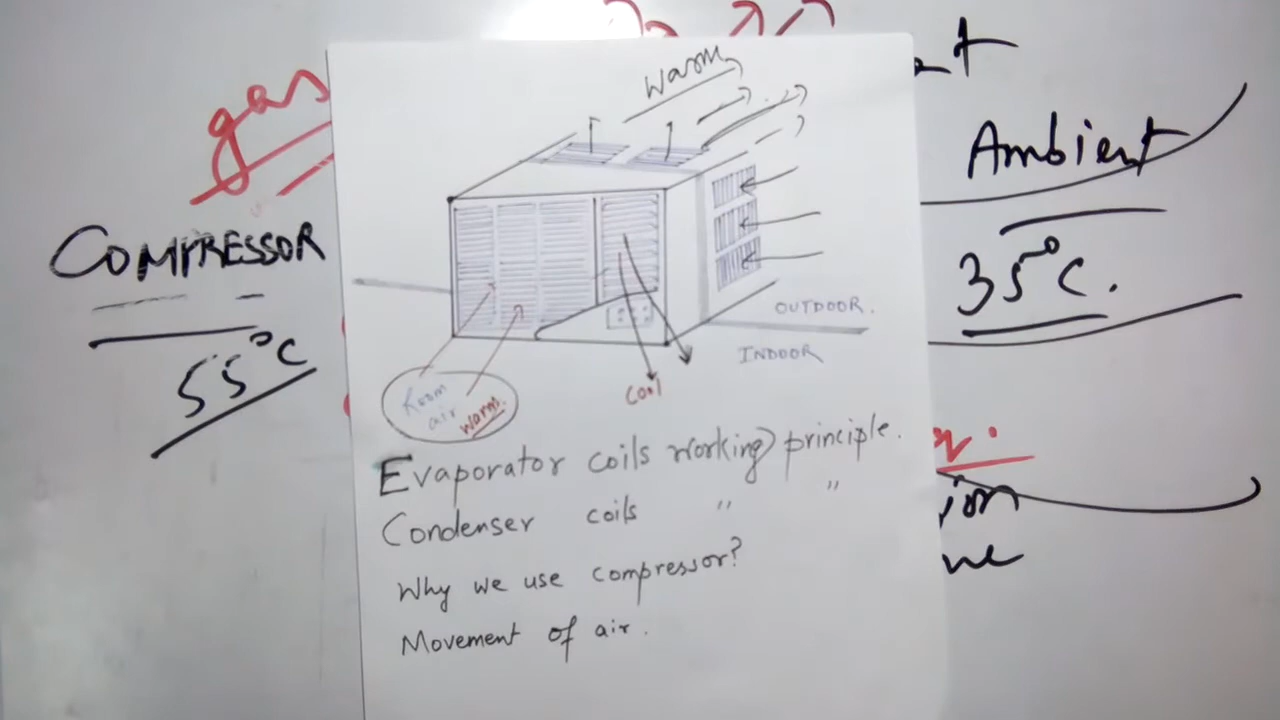 gas
COMPRESSOR
55°C
Warm
OUTDOOR.
INDOOR
Room
air
warm.
Cool
Evaporator coils working principle.
Condenser coils " "
Why we use compressor?
Movement of air.
Ambient
35°C.